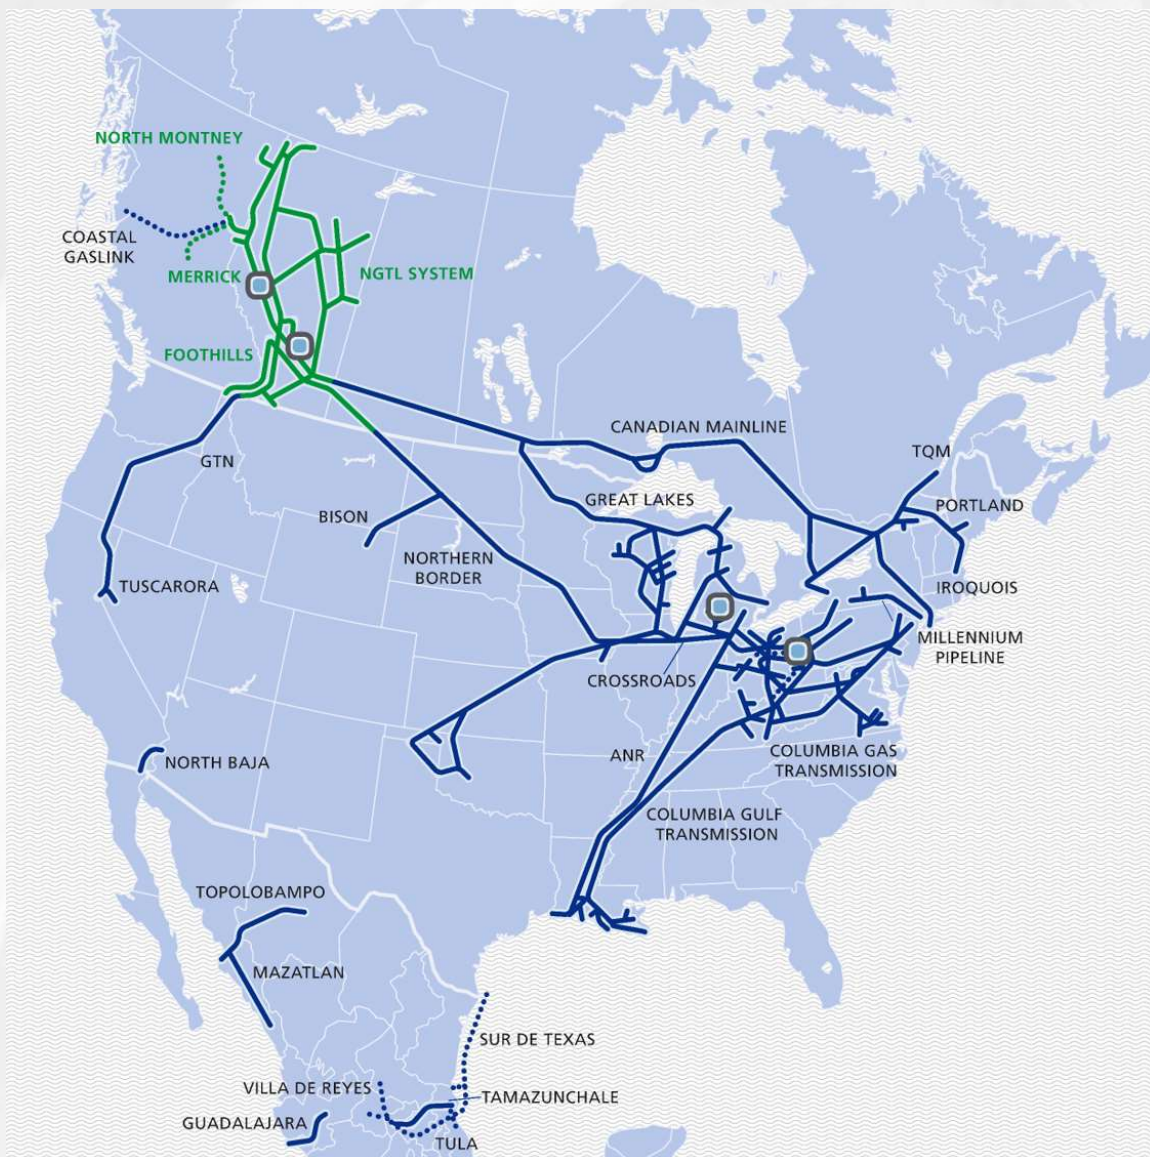 NORTH MONTNEY
COASTAL
GASLINK
MERRICK
NGTL SYSTEM
FOOTHILLS
CANADIAN MAINLINE
TQM
GTN
GREAT LAKES
PORTLAND
BISON
NORTHERN
BORDER
TUSCARORA
IROQUOIS
MILLENNIUM
PIPELINE
CROSSROADS
NORTH BAJA
ANR
COLUMBIA GAS
TRANSMISSION
COLUMBIA GULF
TRANSMISSION
TOPOLOBAMPO
MAZATLAN
SUR DE TEXAS
VILLA DE REYES
TAMAZUNCHALE
GUADALAJARA
TULA